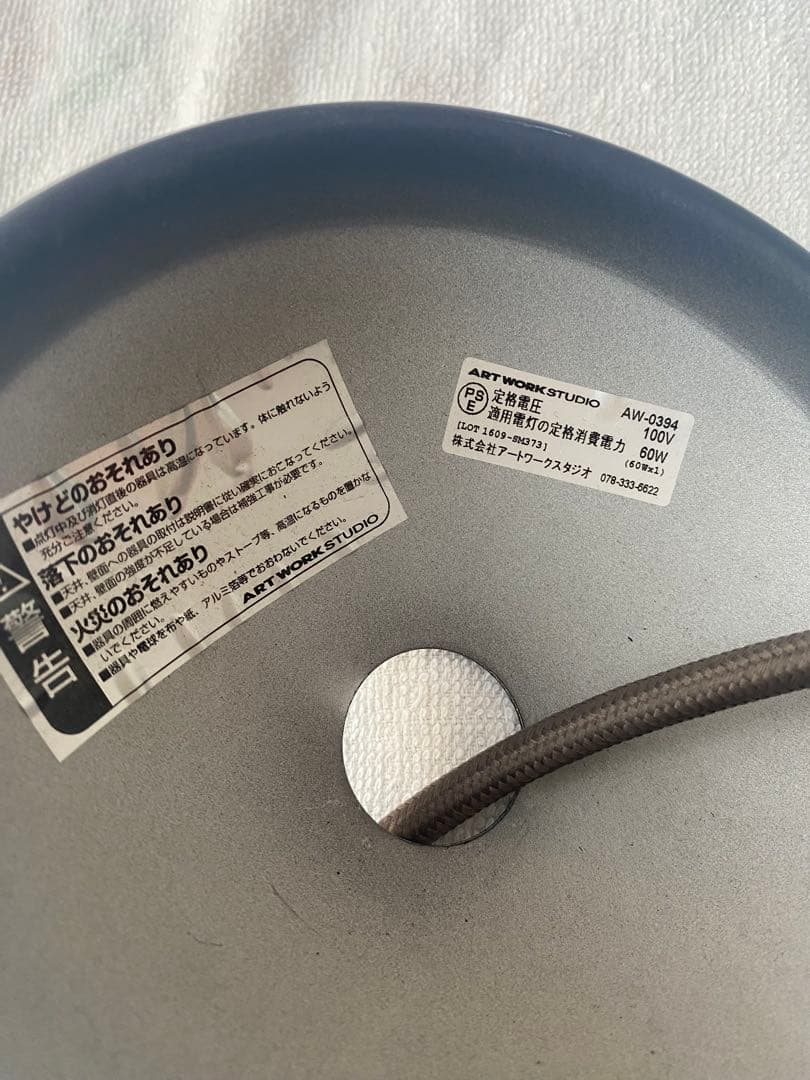 警告
やけどのおそれあり
■点灯中及び消灯直後の器具は高温になっています。体に触れないよう
充分ご注意ください。
落下のおそれあり
■天井、壁面への器具の取付は説明書に従い確実におこなってください。
■天井、壁面の強度が不足している場合は補強工事が必要です。
火災のおそれあり
■器具の周囲に燃えやすいものやストーブ等、高温になるものを置かな
いでください。
■器具や電球を布や紙、アルミ箔等でおおわないでください。
ART WORK STUDIO
ART WORK STUDIO
PSE
定格電圧
AW-0394
100V
適用電灯の定格消費電力 60W
[LOT 1609-SM373] (60W×1)
株式会社アートワークスタジオ 078-333-6622